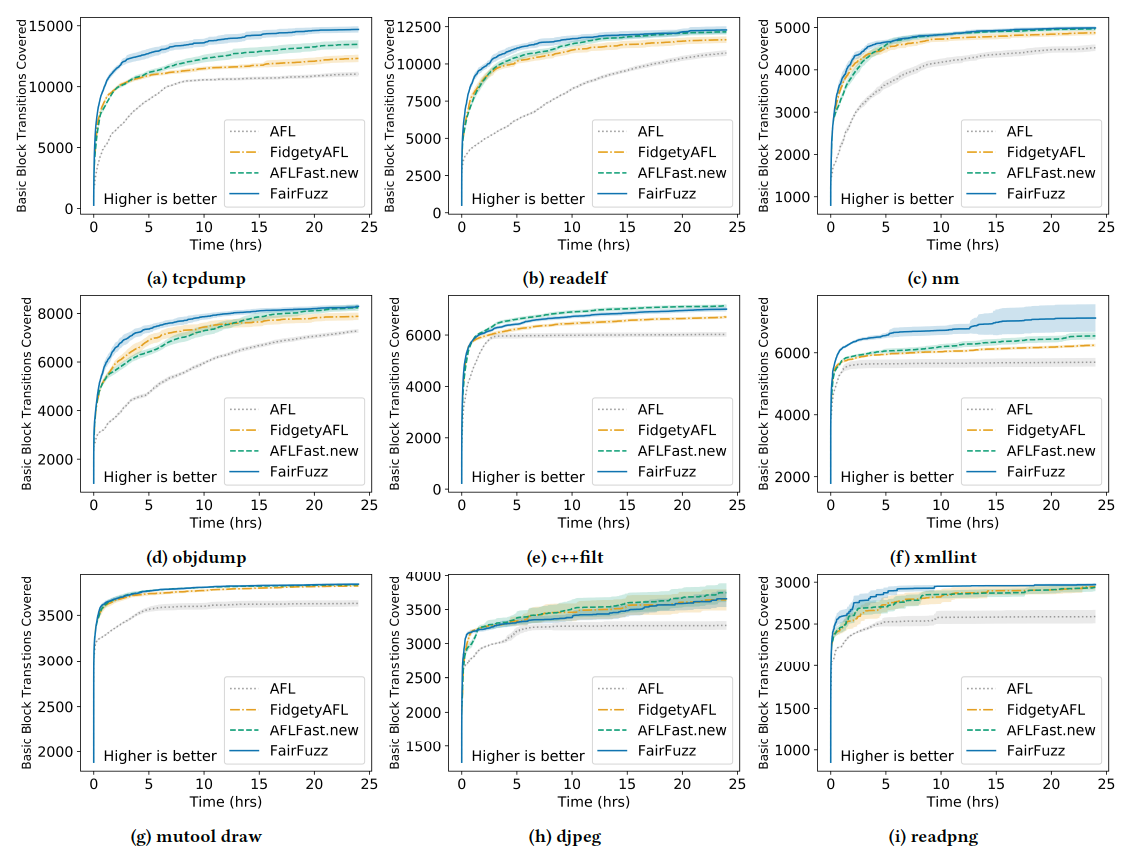 Basic Block Transitions Covered
15000
10000
5000
0
AFL
FidgetyAFL
AFLFast.new
FairFuzz
Higher is better
0 5 10 15 20 25
Time (hrs)
(a) tcpdump
Basic Block Transitions Covered
12500
10000
7500
5000
2500
0
AFL
FidgetyAFL
AFLFast.new
FairFuzz
Higher is better
0 5 10 15 20 25
Time (hrs)
(b) readelf
Basic Block Transitions Covered
5000
4000
3000
2000
1000
AFL
FidgetyAFL
AFLFast.new
FairFuzz
Higher is better
0 5 10 15 20 25
Time (hrs)
(c) nm
Basic Block Transitions Covered
8000
6000
4000
2000
AFL
FidgetyAFL
AFLFast.new
FairFuzz
Higher is better
0 5 10 15 20 25
Time (hrs)
(d) objdump
Basic Block Transitions Covered
6000
4000
2000
0
AFL
FidgetyAFL
AFLFast.new
FairFuzz
Higher is better
0 5 10 15 20 25
Time (hrs)
(e) c++filt
Basic Block Transitions Covered
6000
4000
2000
AFL
FidgetyAFL
AFLFast.new
FairFuzz
Higher is better
0 5 10 15 20 25
Time (hrs)
(f) xmllint
Basic Block Transtions Covered
3500
3000
2500
2000
AFL
FidgetyAFL
AFLFast.new
FairFuzz
Higher is better
0 5 10 15 20 25
Time (hrs)
(g) mutool draw
Basic Block Transtions Covered
4000
3500
3000
2500
2000
1500
AFL
FidgetyAFL
AFLFast.new
FairFuzz
Higher is better
0 5 10 15 20 25
Time (hrs)
(h) djpeg
Basic Block Transtions Covered
3000
2500
2000
1000
AFL
FidgetyAFL
AFLFast.new
FairFuzz
Higher is better
0 5 10 15 20 25
Time (hrs)
(i) readpng